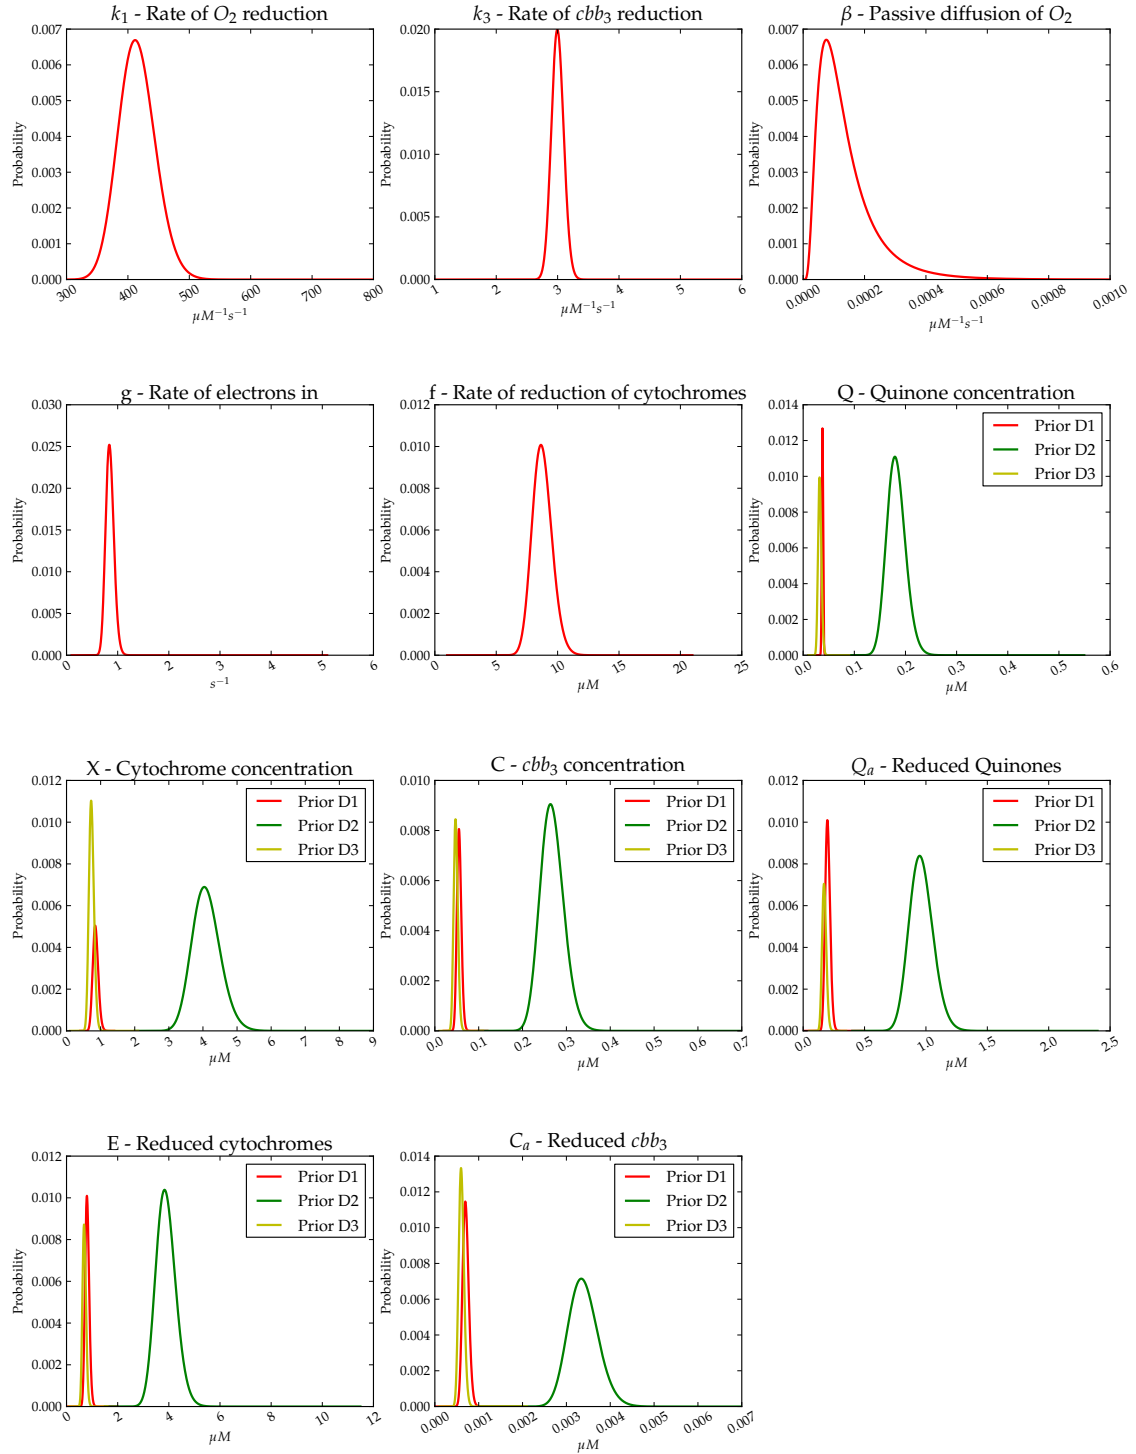 k₁ - Rate of O₂ reduction
0.007
0.006
0.005
0.004
0.003
0.002
0.001
0.000
Probability
300 400 500 600 700 800
μM⁻¹s⁻¹
k₃ - Rate of cbb₃ reduction
0.020
0.015
0.010
0.005
0.000
Probability
1 2 3 4 5 6
μM⁻¹s⁻¹
β - Passive diffusion of O₂
0.007
0.006
0.005
0.004
0.003
0.002
0.001
0.000
Probability
0.0000 0.0002 0.0004 0.0006 0.0008 0.0010
μM⁻¹s⁻¹
g - Rate of electrons in
0.030
0.025
0.020
0.015
0.010
0.005
0.000
Probability
0 1 2 3 4 5 6
s⁻¹
f - Rate of reduction of cytochromes
0.012
0.010
0.008
0.006
0.004
0.002
0.000
Probability
0 5 10 15 20 25
μM
Q - Quinone concentration
0.014
0.012
0.010
0.008
0.006
0.004
0.002
0.000
Probability
Prior D1
Prior D2
Prior D3
0.0 0.1 0.2 0.3 0.4 0.5 0.6
μM
X - Cytochrome concentration
0.012
0.010
0.008
0.006
0.004
0.002
0.000
Probability
Prior D1
Prior D2
Prior D3
0 1 2 3 4 5 6 7 8 9
μM
C - cbb₃ concentration
0.010
0.008
0.006
0.004
0.002
0.000
Probability
Prior D1
Prior D2
Prior D3
0.0 0.1 0.2 0.3 0.4 0.5 0.6 0.7
μM
Qₐ - Reduced Quinones
0.012
0.010
0.008
0.006
0.004
0.002
0.000
Probability
Prior D1
Prior D2
Prior D3
0.0 0.5 1.0 1.5 2.0 2.5
μM
E - Reduced cytochromes
0.012
0.010
0.008
0.006
0.004
0.002
0.000
Probability
Prior D1
Prior D2
Prior D3
0 2 4 6 8 10 12
μM
Cₐ - Reduced cbb₃
0.014
0.012
0.010
0.008
0.006
0.004
0.002
0.000
Probability
Prior D1
Prior D2
Prior D3
0.000 0.001 0.002 0.003 0.004 0.005 0.006 0.007
μM